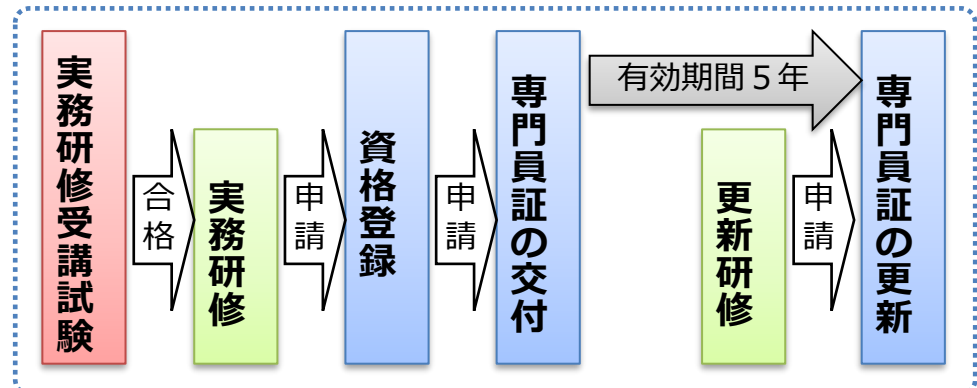 実務研修受講試験
合格
実務研修
申請
資格登録
申請
専門員証の交付
有効期間５年
更新研修
申請
専門員証の更新